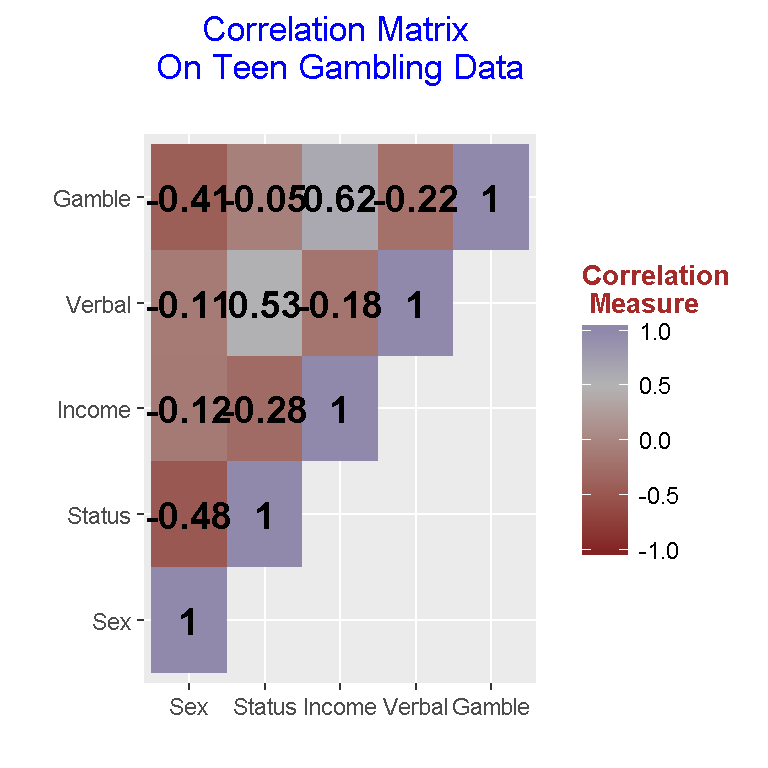 Correlation Matrix
On Teen Gambling Data
Gamble -0.41 -0.05 0.62 -0.22 1
Verbal -0.11 0.53 -0.18 1
Income -0.12 -0.28 1
Status -0.48 1
Sex 1
Sex Status Income Verbal Gamble
Correlation
Measure
1.0
0.5
0.0
-0.5
-1.0